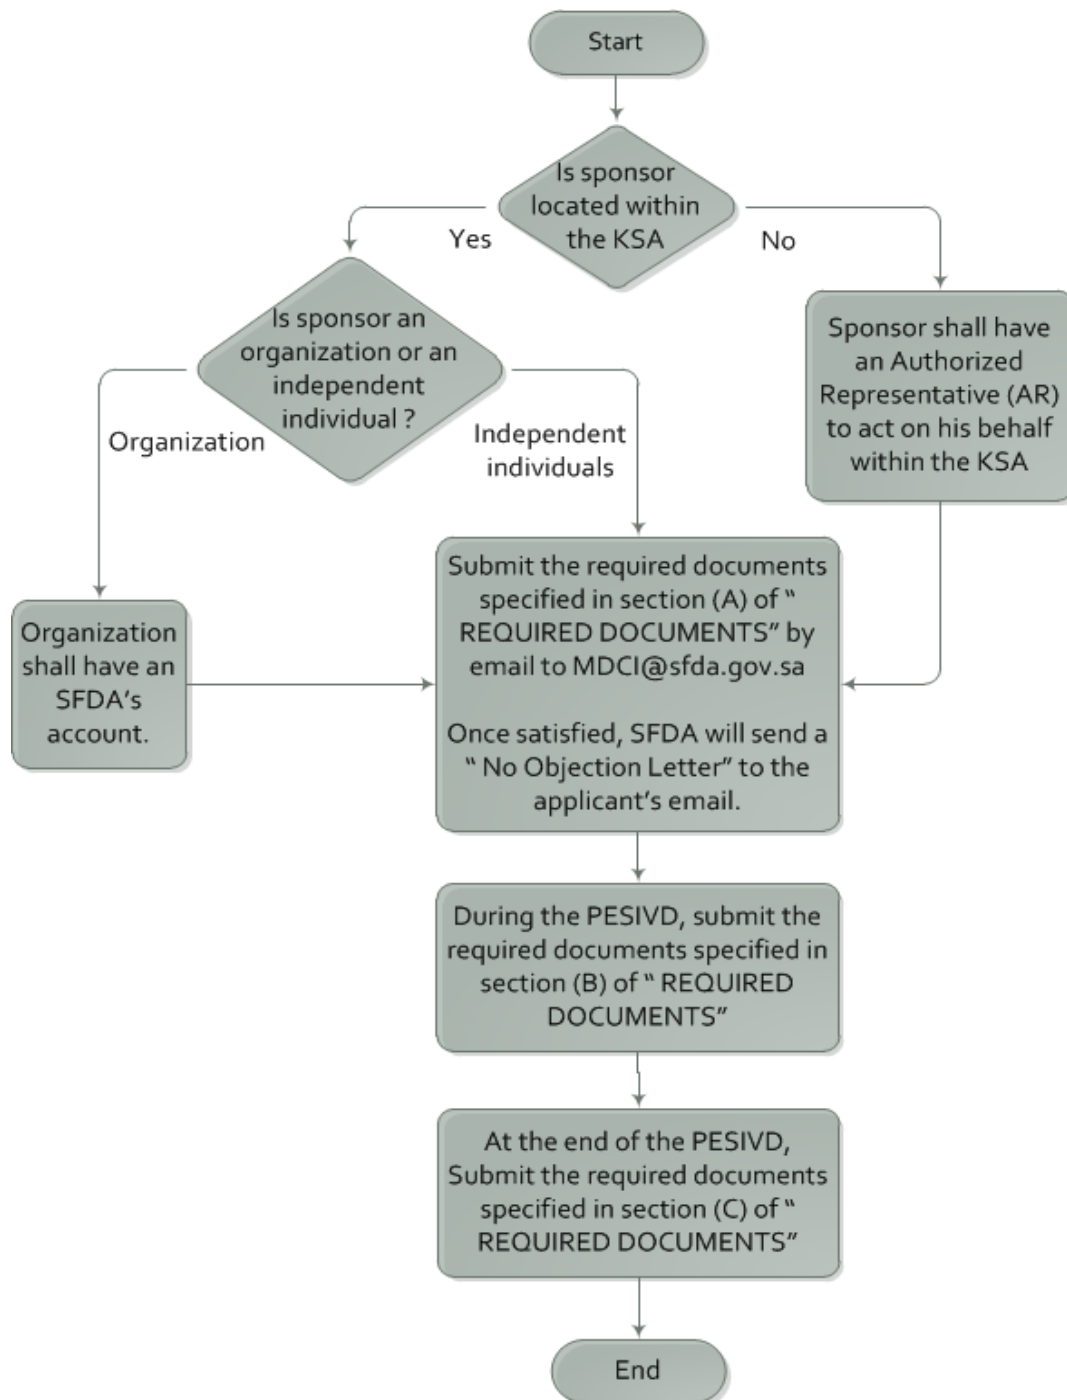 Start
Is sponsor
located within
the KSA
Yes
No
Is sponsor an
organization or an
independent
individual ?
Organization
Independent
individuals
Sponsor shall have
an Authorized
Representative (AR)
to act on his behalf
within the KSA
Organization
shall have an
SFDA's
account.
Submit the required documents
specified in section (A) of “
REQUIRED DOCUMENTS” by
email to MDCI@sfda.gov.sa
Once satisfied, SFDA will send a
“ No Objection Letter” to the
applicant's email.
During the PESIVD, submit the
required documents specified in
section (B) of “ REQUIRED
DOCUMENTS”
At the end of the PESIVD,
Submit the required documents
specified in section (C) of “
REQUIRED DOCUMENTS”
End